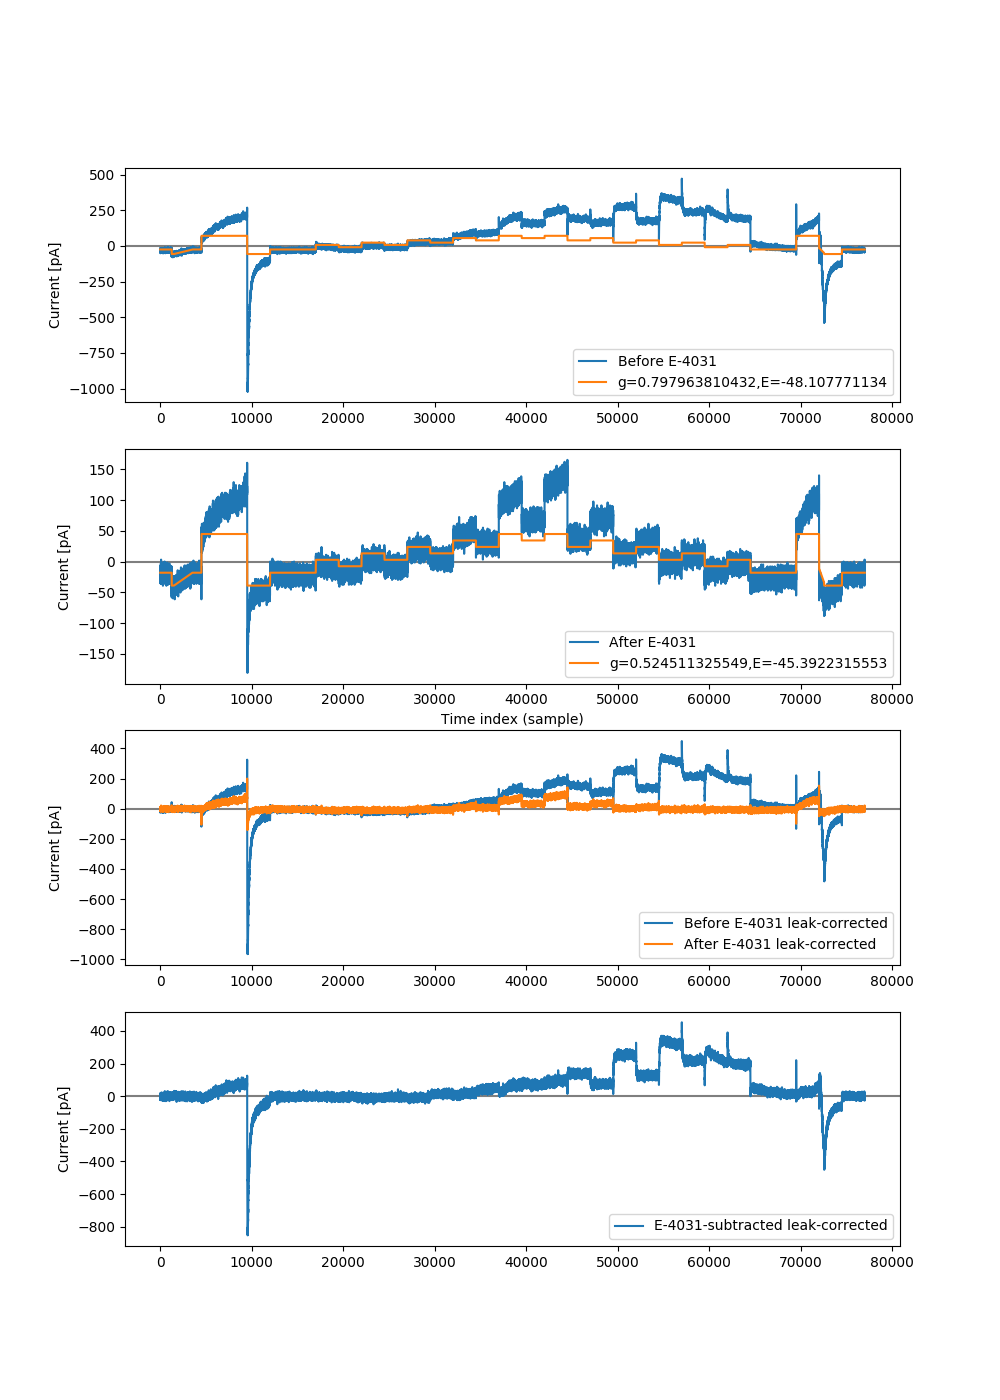 500
250
0
−250
−500
−750
−1000
Current [pA]
Before E-4031
g=0.797963810432,E=-48.107771134
0 10000 20000 30000 40000 50000 60000 70000 80000
150
100
50
0
−50
−100
−150
Current [pA]
After E-4031
g=0.524511325549,E=-45.3922315553
0 10000 20000 30000 40000 50000 60000 70000 80000
Time index (sample)
400
200
0
−200
−400
−600
−800
−1000
Current [pA]
Before E-4031 leak-corrected
After E-4031 leak-corrected
0 10000 20000 30000 40000 50000 60000 70000 80000
400
200
0
−200
−400
−600
−800
Current [pA]
E-4031-subtracted leak-corrected
0 10000 20000 30000 40000 50000 60000 70000 80000